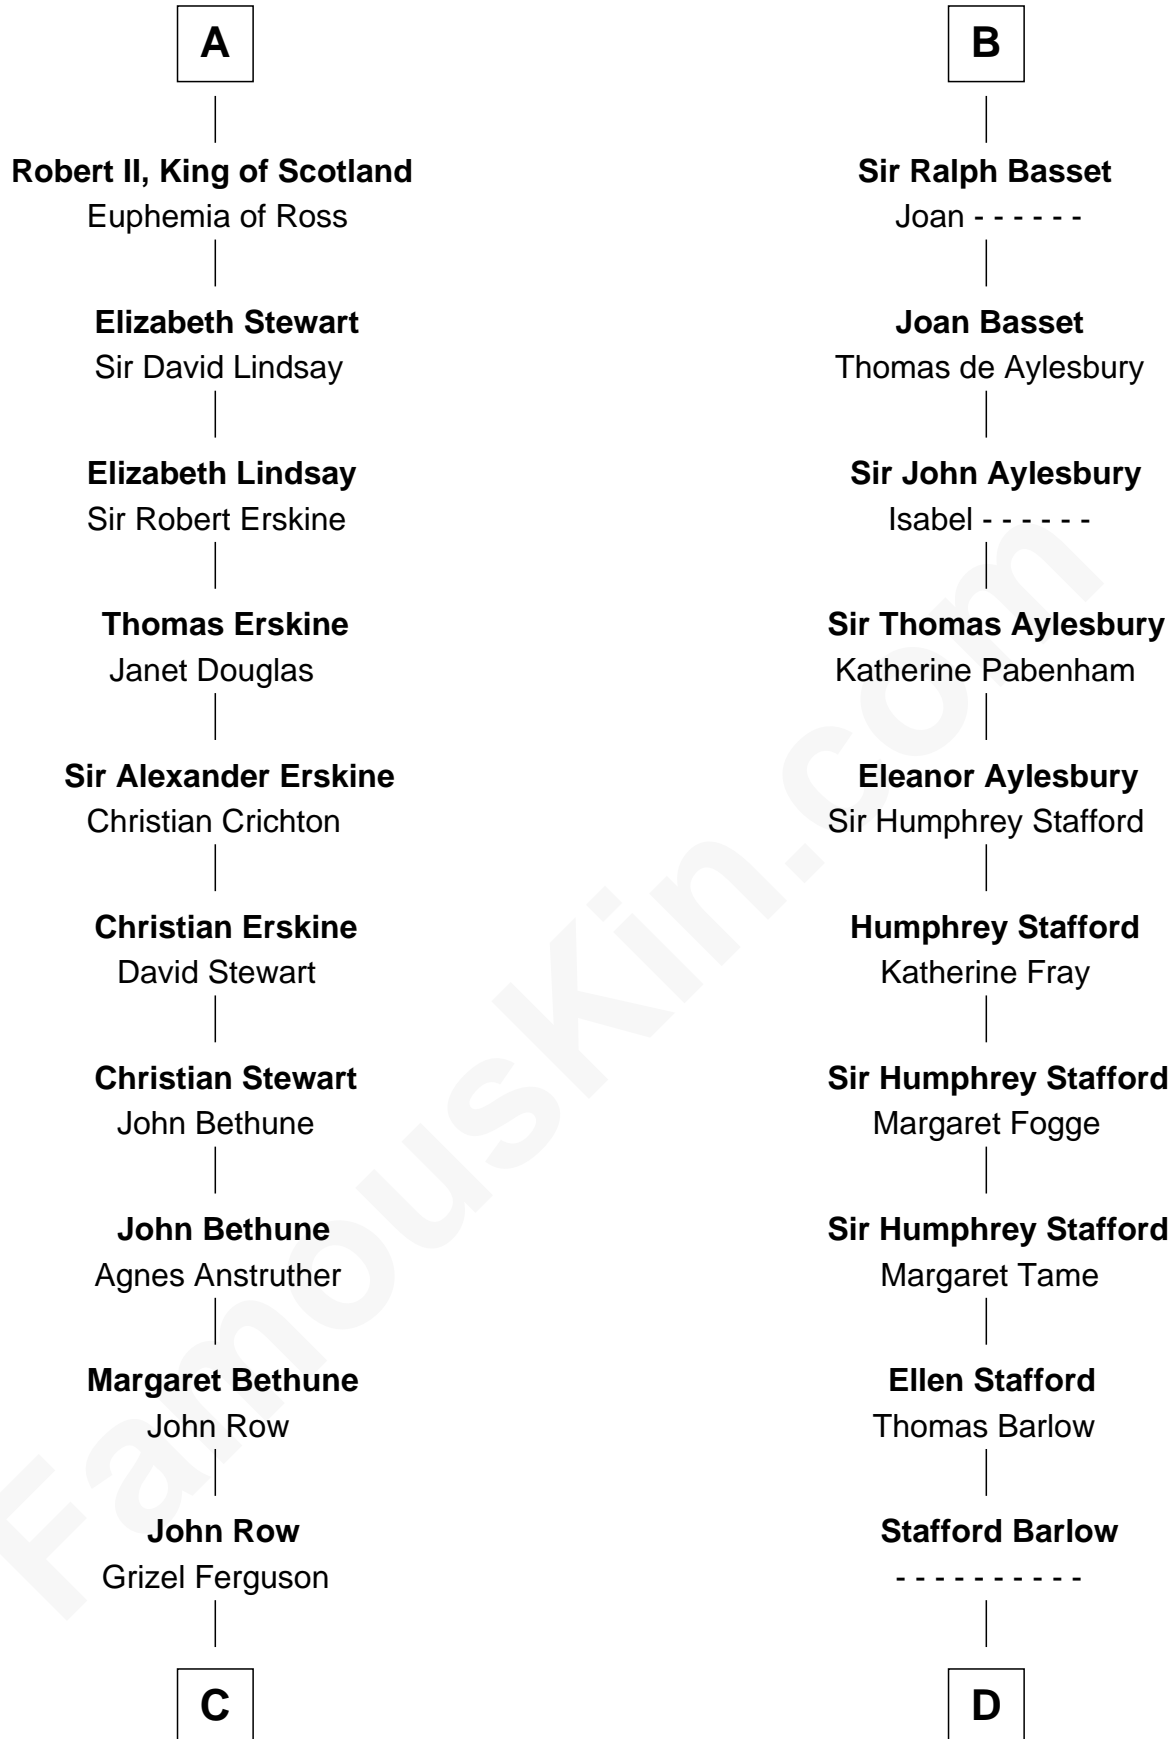 A
Robert II, King of Scotland
Euphemia of Ross
Elizabeth Stewart
Sir David Lindsay
Elizabeth Lindsay
Sir Robert Erskine
Thomas Erskine
Janet Douglas
Sir Alexander Erskine
Christian Crichton
Christian Erskine
David Stewart
Christian Stewart
John Bethune
John Bethune
Agnes Anstruther
Margaret Bethune
John Row
John Row
Grizel Ferguson
C
B
Sir Ralph Basset
Joan - - - - - -
Joan Basset
Thomas de Aylesbury
Sir John Aylesbury
Isabel - - - - - -
Sir Thomas Aylesbury
Katherine Pabenham
Eleanor Aylesbury
Sir Humphrey Stafford
Humphrey Stafford
Katherine Fray
Sir Humphrey Stafford
Margaret Fogge
Sir Humphrey Stafford
Margaret Tame
Ellen Stafford
Thomas Barlow
Stafford Barlow
- - - - - - - - - -
D
FamousKin.com